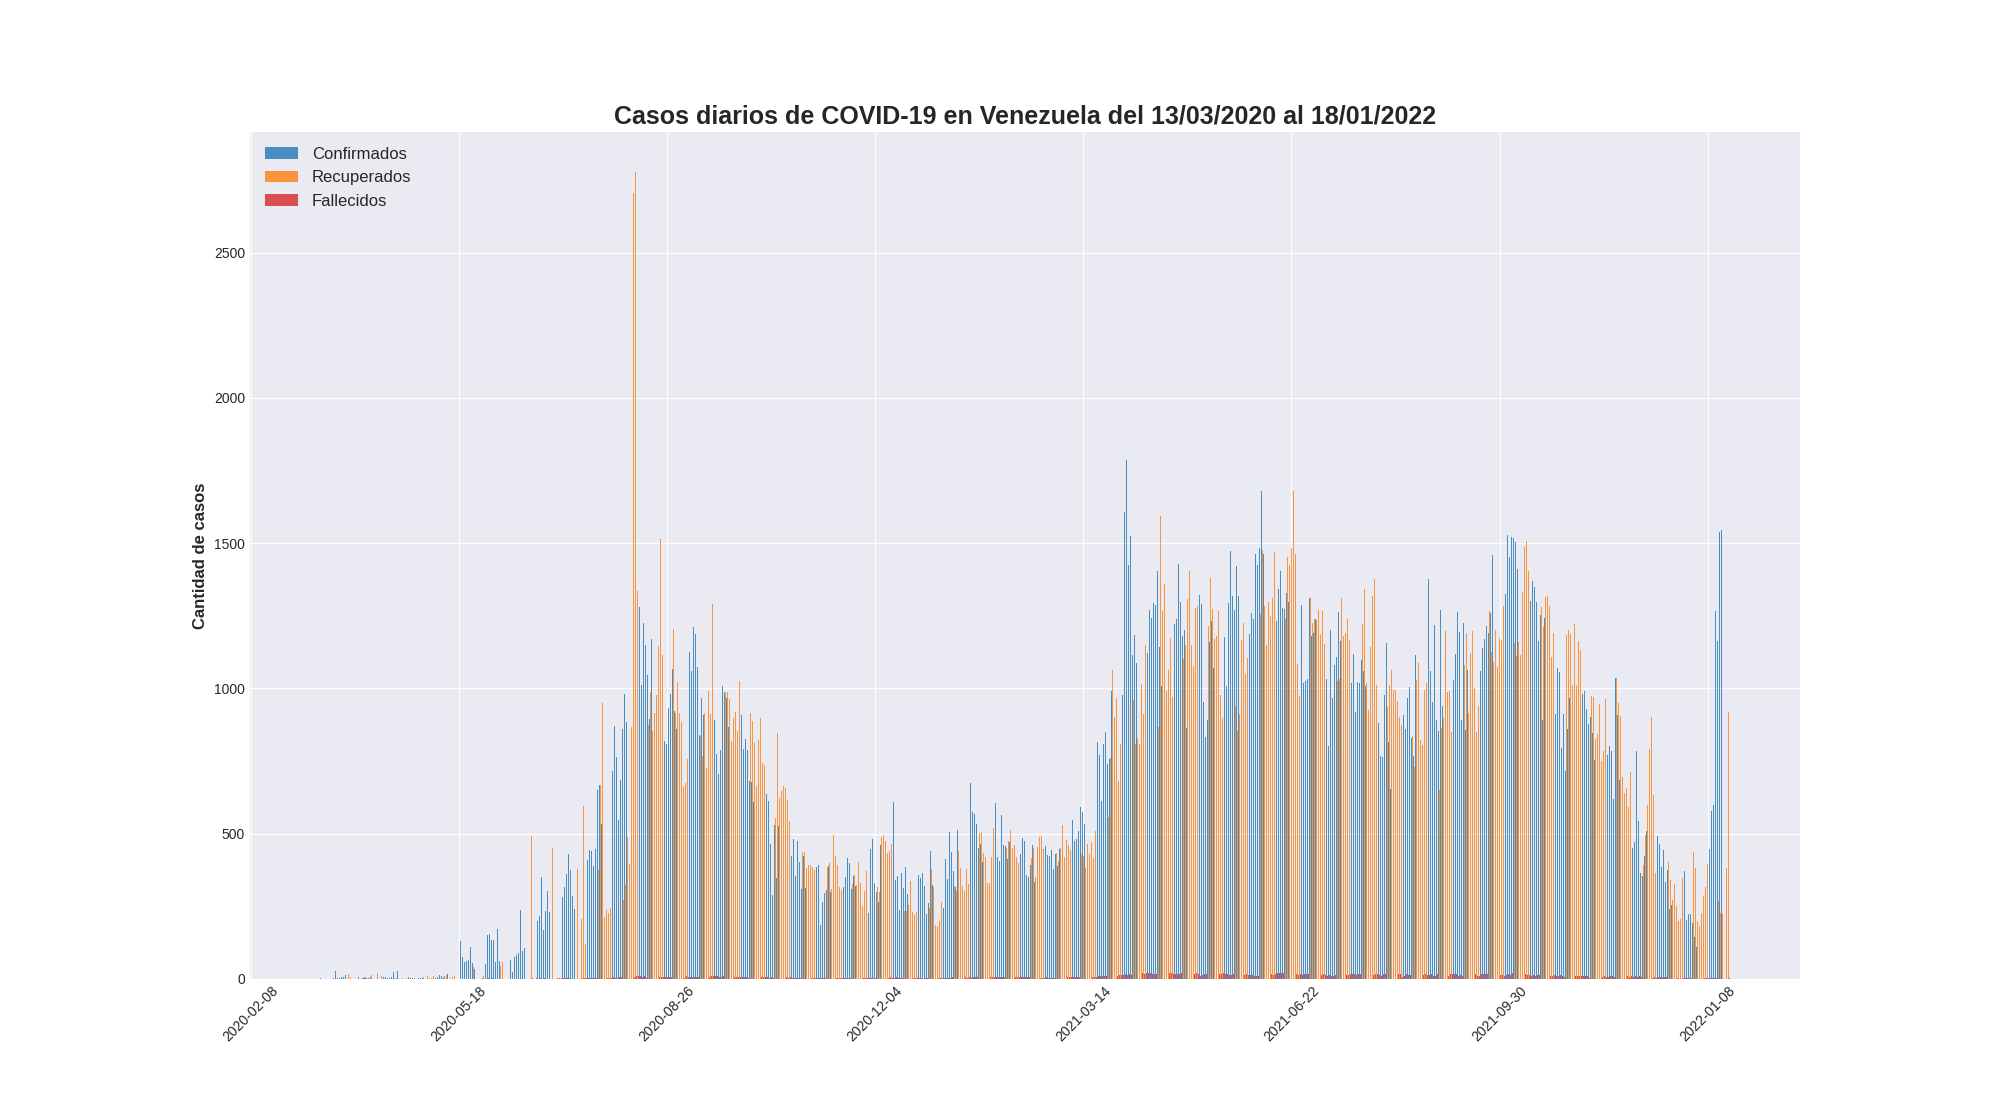 Casos diarios de COVID-19 en Venezuela del 13/03/2020 al 18/01/2022
Confirmados
Recuperados
Fallecidos
Cantidad de casos
2500
2000
1500
1000
500
0
2020-02-08
2020-05-18
2020-08-26
2020-12-04
2021-03-14
2021-06-22
2021-09-30
2022-01-08